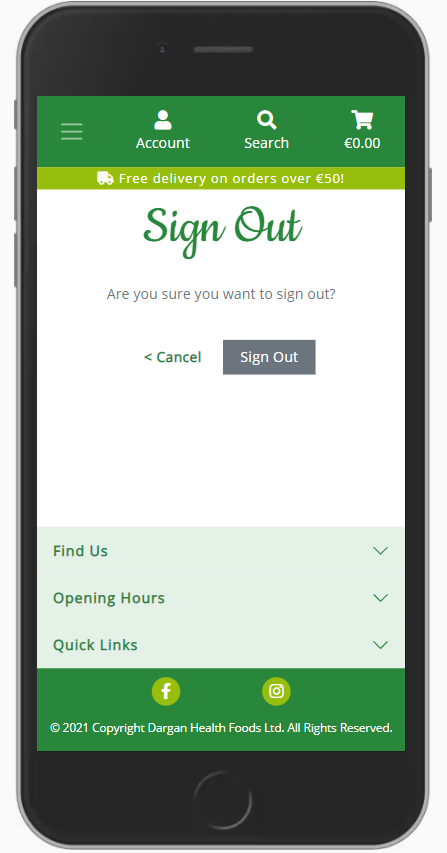 Account Search €0.00
Free delivery on orders over €50!
Sign Out
Are you sure you want to sign out?
< Cancel Sign Out
Find Us
Opening Hours
Quick Links
© 2021 Copyright Dargan Health Foods Ltd. All Rights Reserved.